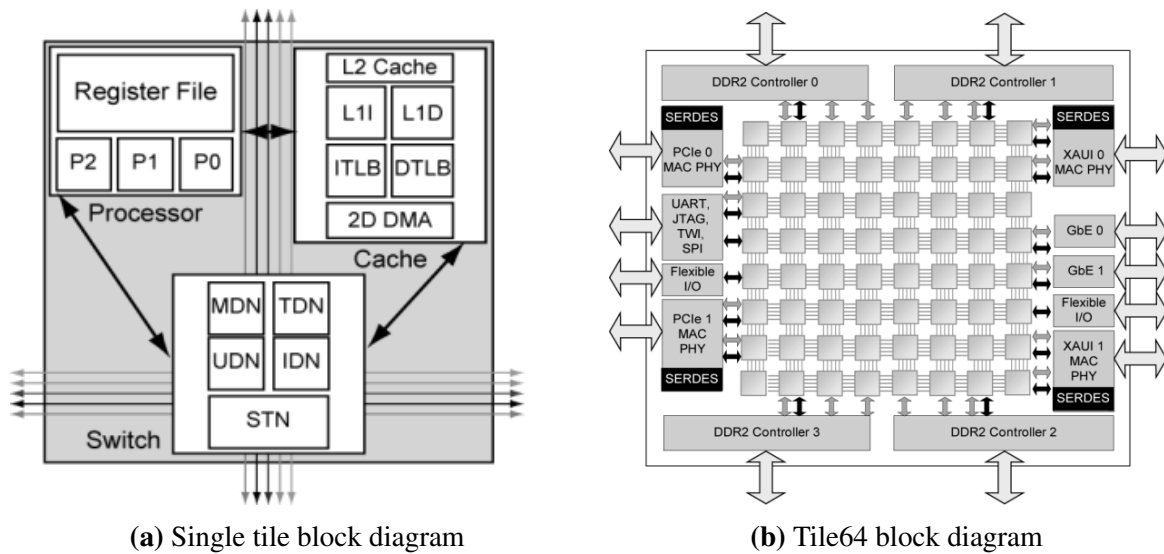 L2 Cache
Register File
L1I
L1D
P2
P1
P0
ITLB
DTLB
Processor
2D DMA
Cache
MDN
TDN
UDN
IDN
STN
Switch
(a) Single tile block diagram
DDR2 Controller 0
DDR2 Controller 1
SERDES
PCIe 0
MAC PHY
SERDES
XAUI 0
MAC PHY
UART,
JTAG,
TWI,
SPI
GbE 0
Flexible
I/O
GbE 1
PCIe 1
MAC
PHY
SERDES
Flexible
I/O
XAUI 1
MAC
PHY
SERDES
DDR2 Controller 3
DDR2 Controller 2
(b) Tile64 block diagram